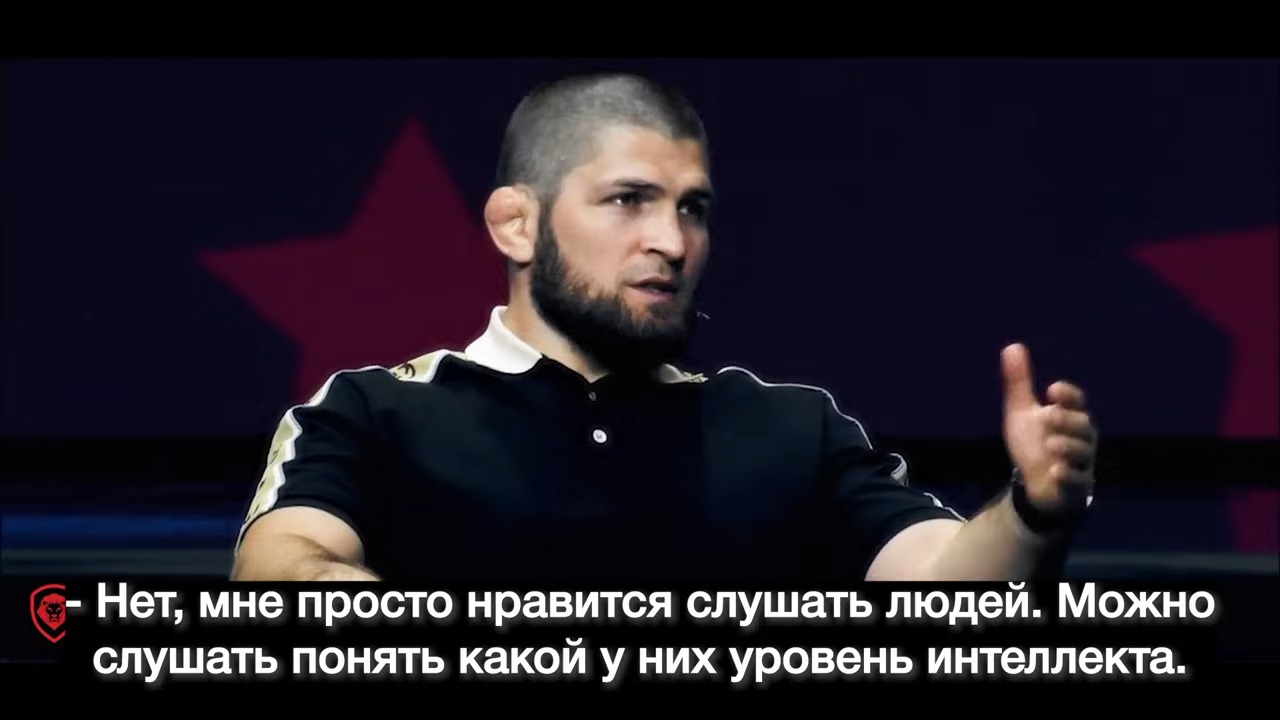 - Нет, мне просто нравится слушать людей. Можно
слушать понять какой у них уровень интеллекта.